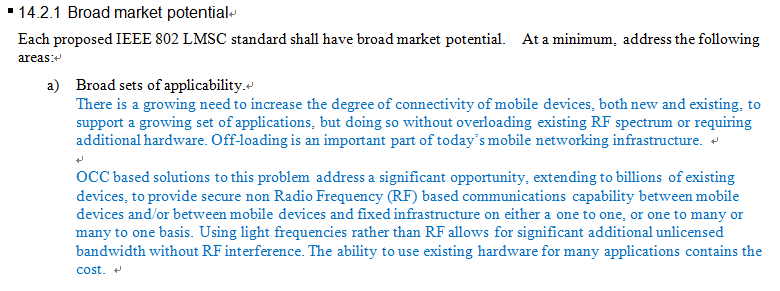 ▪ 14.2.1 Broad market potential↵
Each proposed IEEE 802 LMSC standard shall have broad market potential. At a minimum, address the following
areas:↵
a) Broad sets of applicability.↵
There is a growing need to increase the degree of connectivity of mobile devices, both new and existing, to
support a growing set of applications, but doing so without overloading existing RF spectrum or requiring
additional hardware. Off-loading is an important part of today's mobile networking infrastructure. ↵
↵
OCC based solutions to this problem address a significant opportunity, extending to billions of existing
devices, to provide secure non Radio Frequency (RF) based communications capability between mobile
devices and/or between mobile devices and fixed infrastructure on either a one to one, or one to many or
many to one basis. Using light frequencies rather than RF allows for significant additional unlicensed
bandwidth without RF interference. The ability to use existing hardware for many applications contains the
cost. ↵